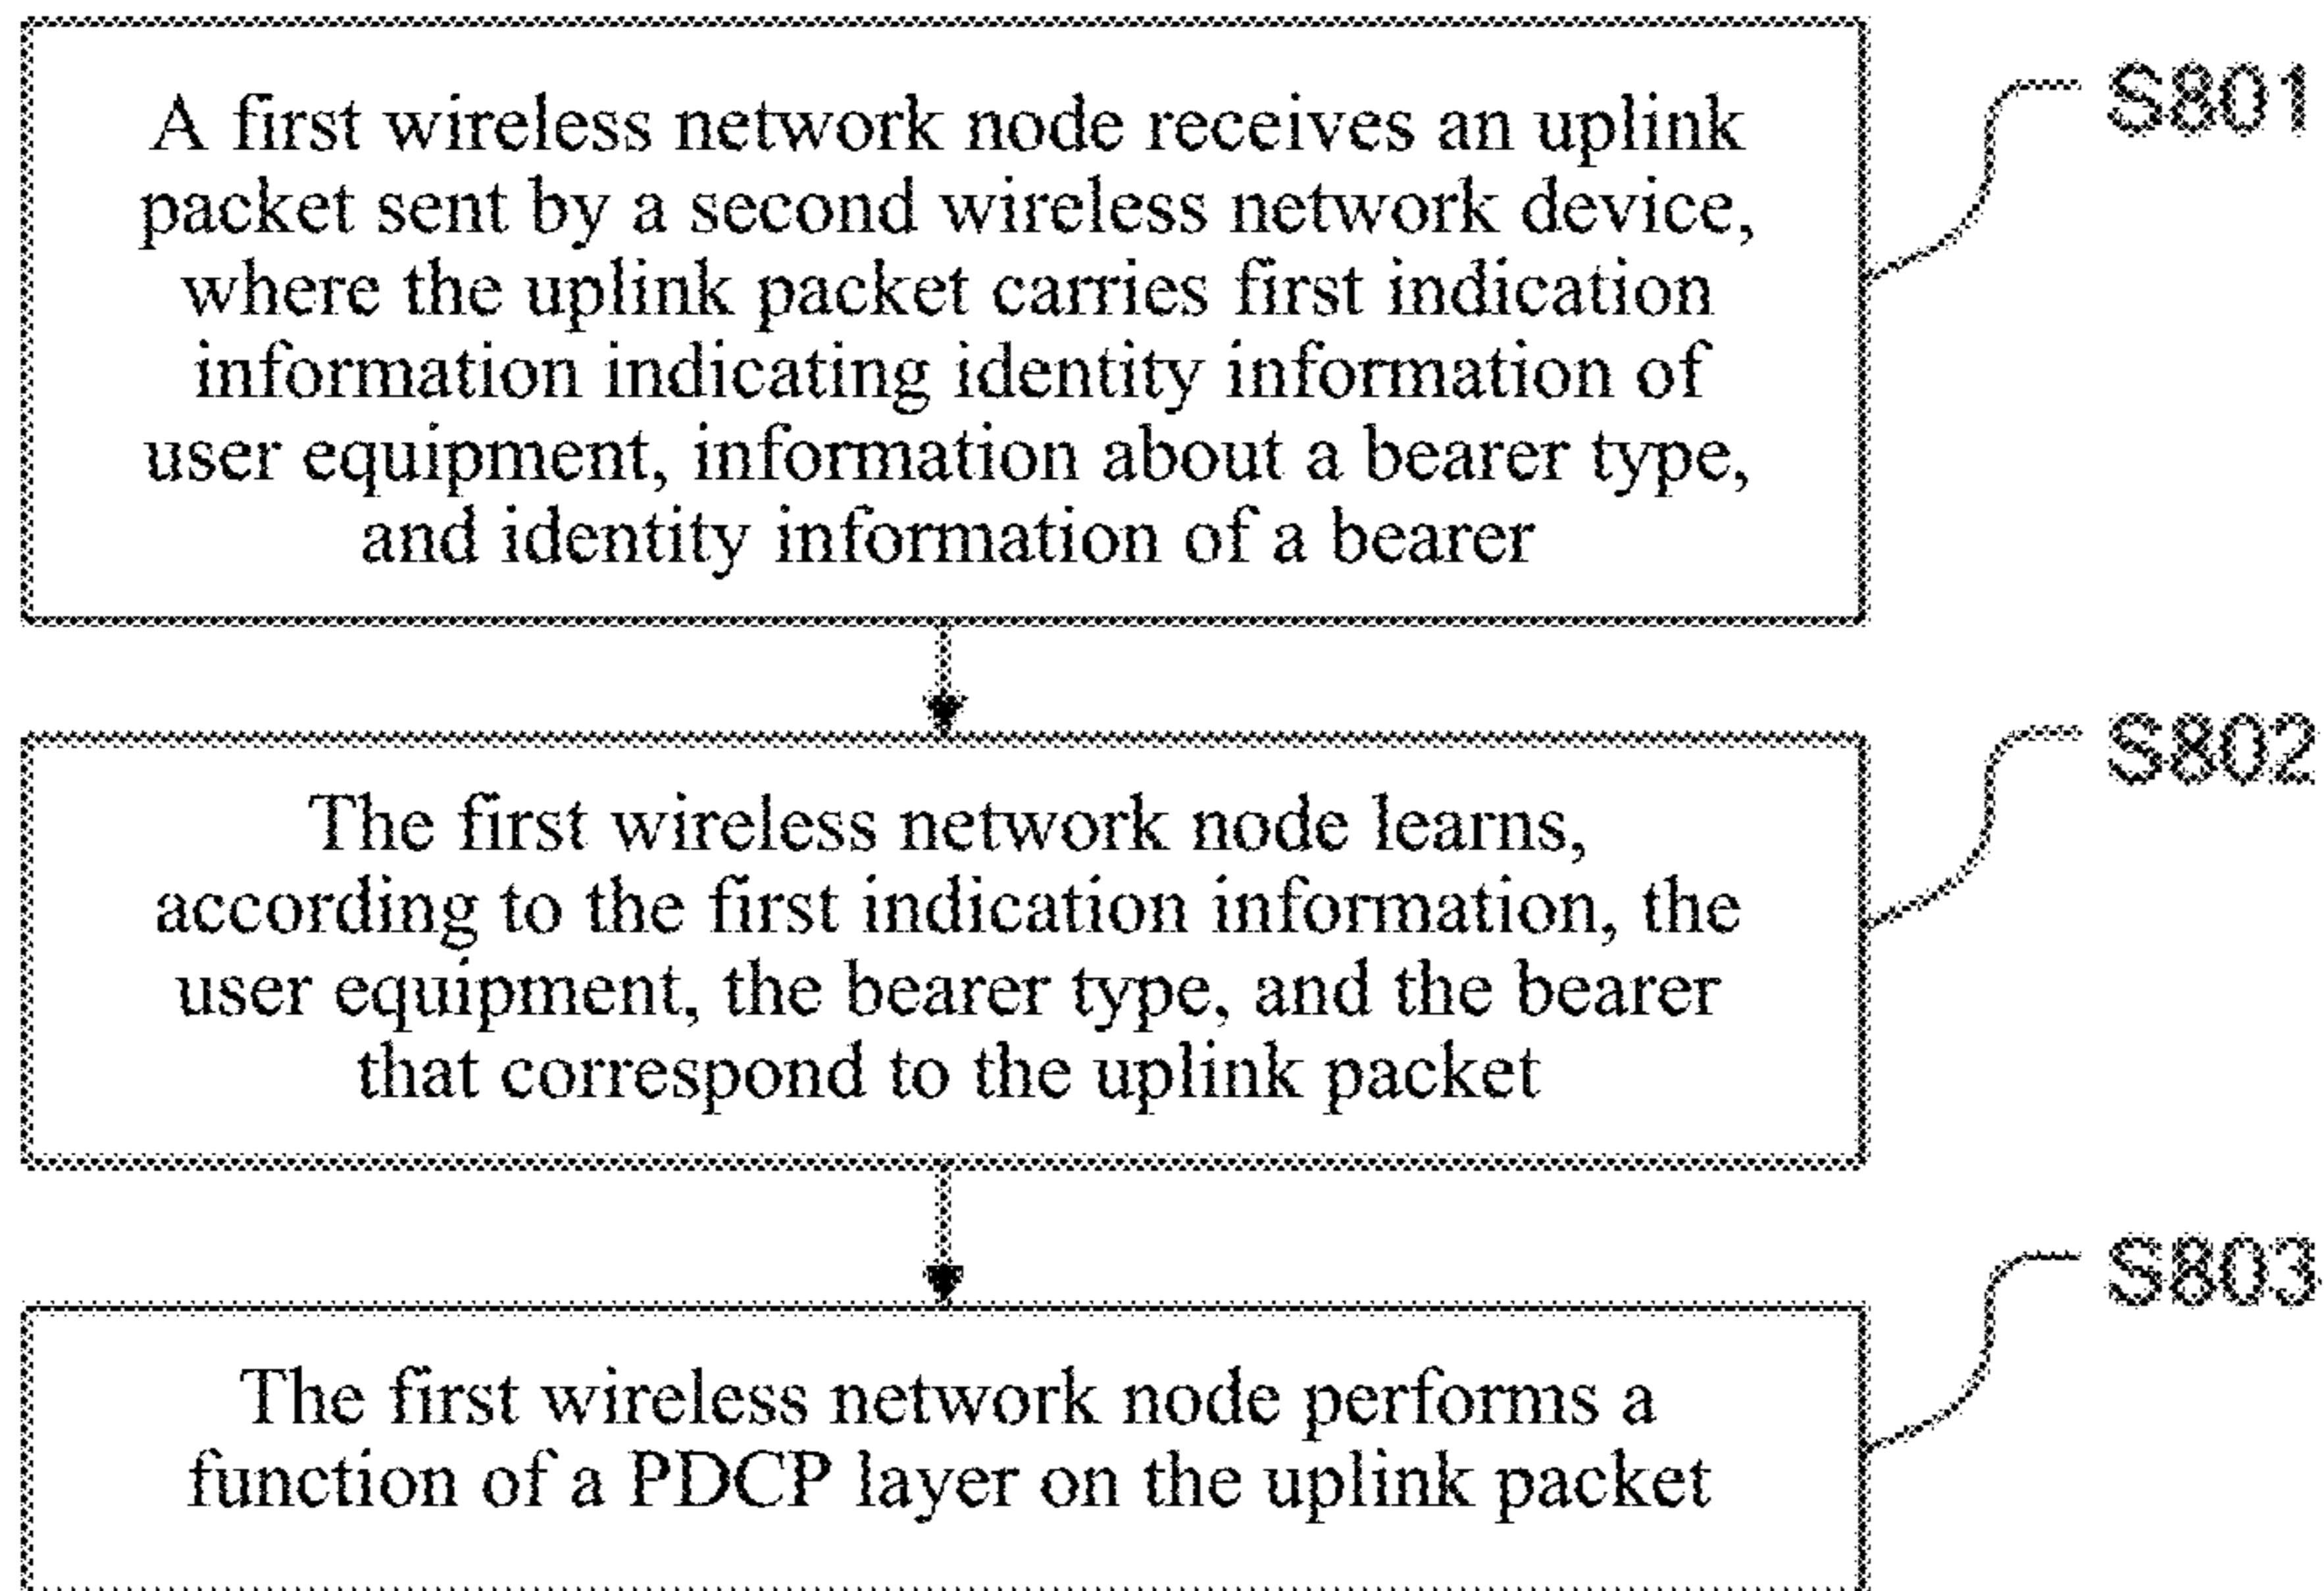 A first wireless network node receives an uplink
packet sent by a second wireless network device,
where the uplink packet carries first indication
information indicating identity information of
user equipment, information about a bearer type,
and identity information of a bearer
S801
The first wireless network node learns,
according to the first indication information, the
user equipment, the bearer type, and the bearer
that correspond to the uplink packet
S802
The first wireless network node performs a
function of a PDCP layer on the uplink packet
S803